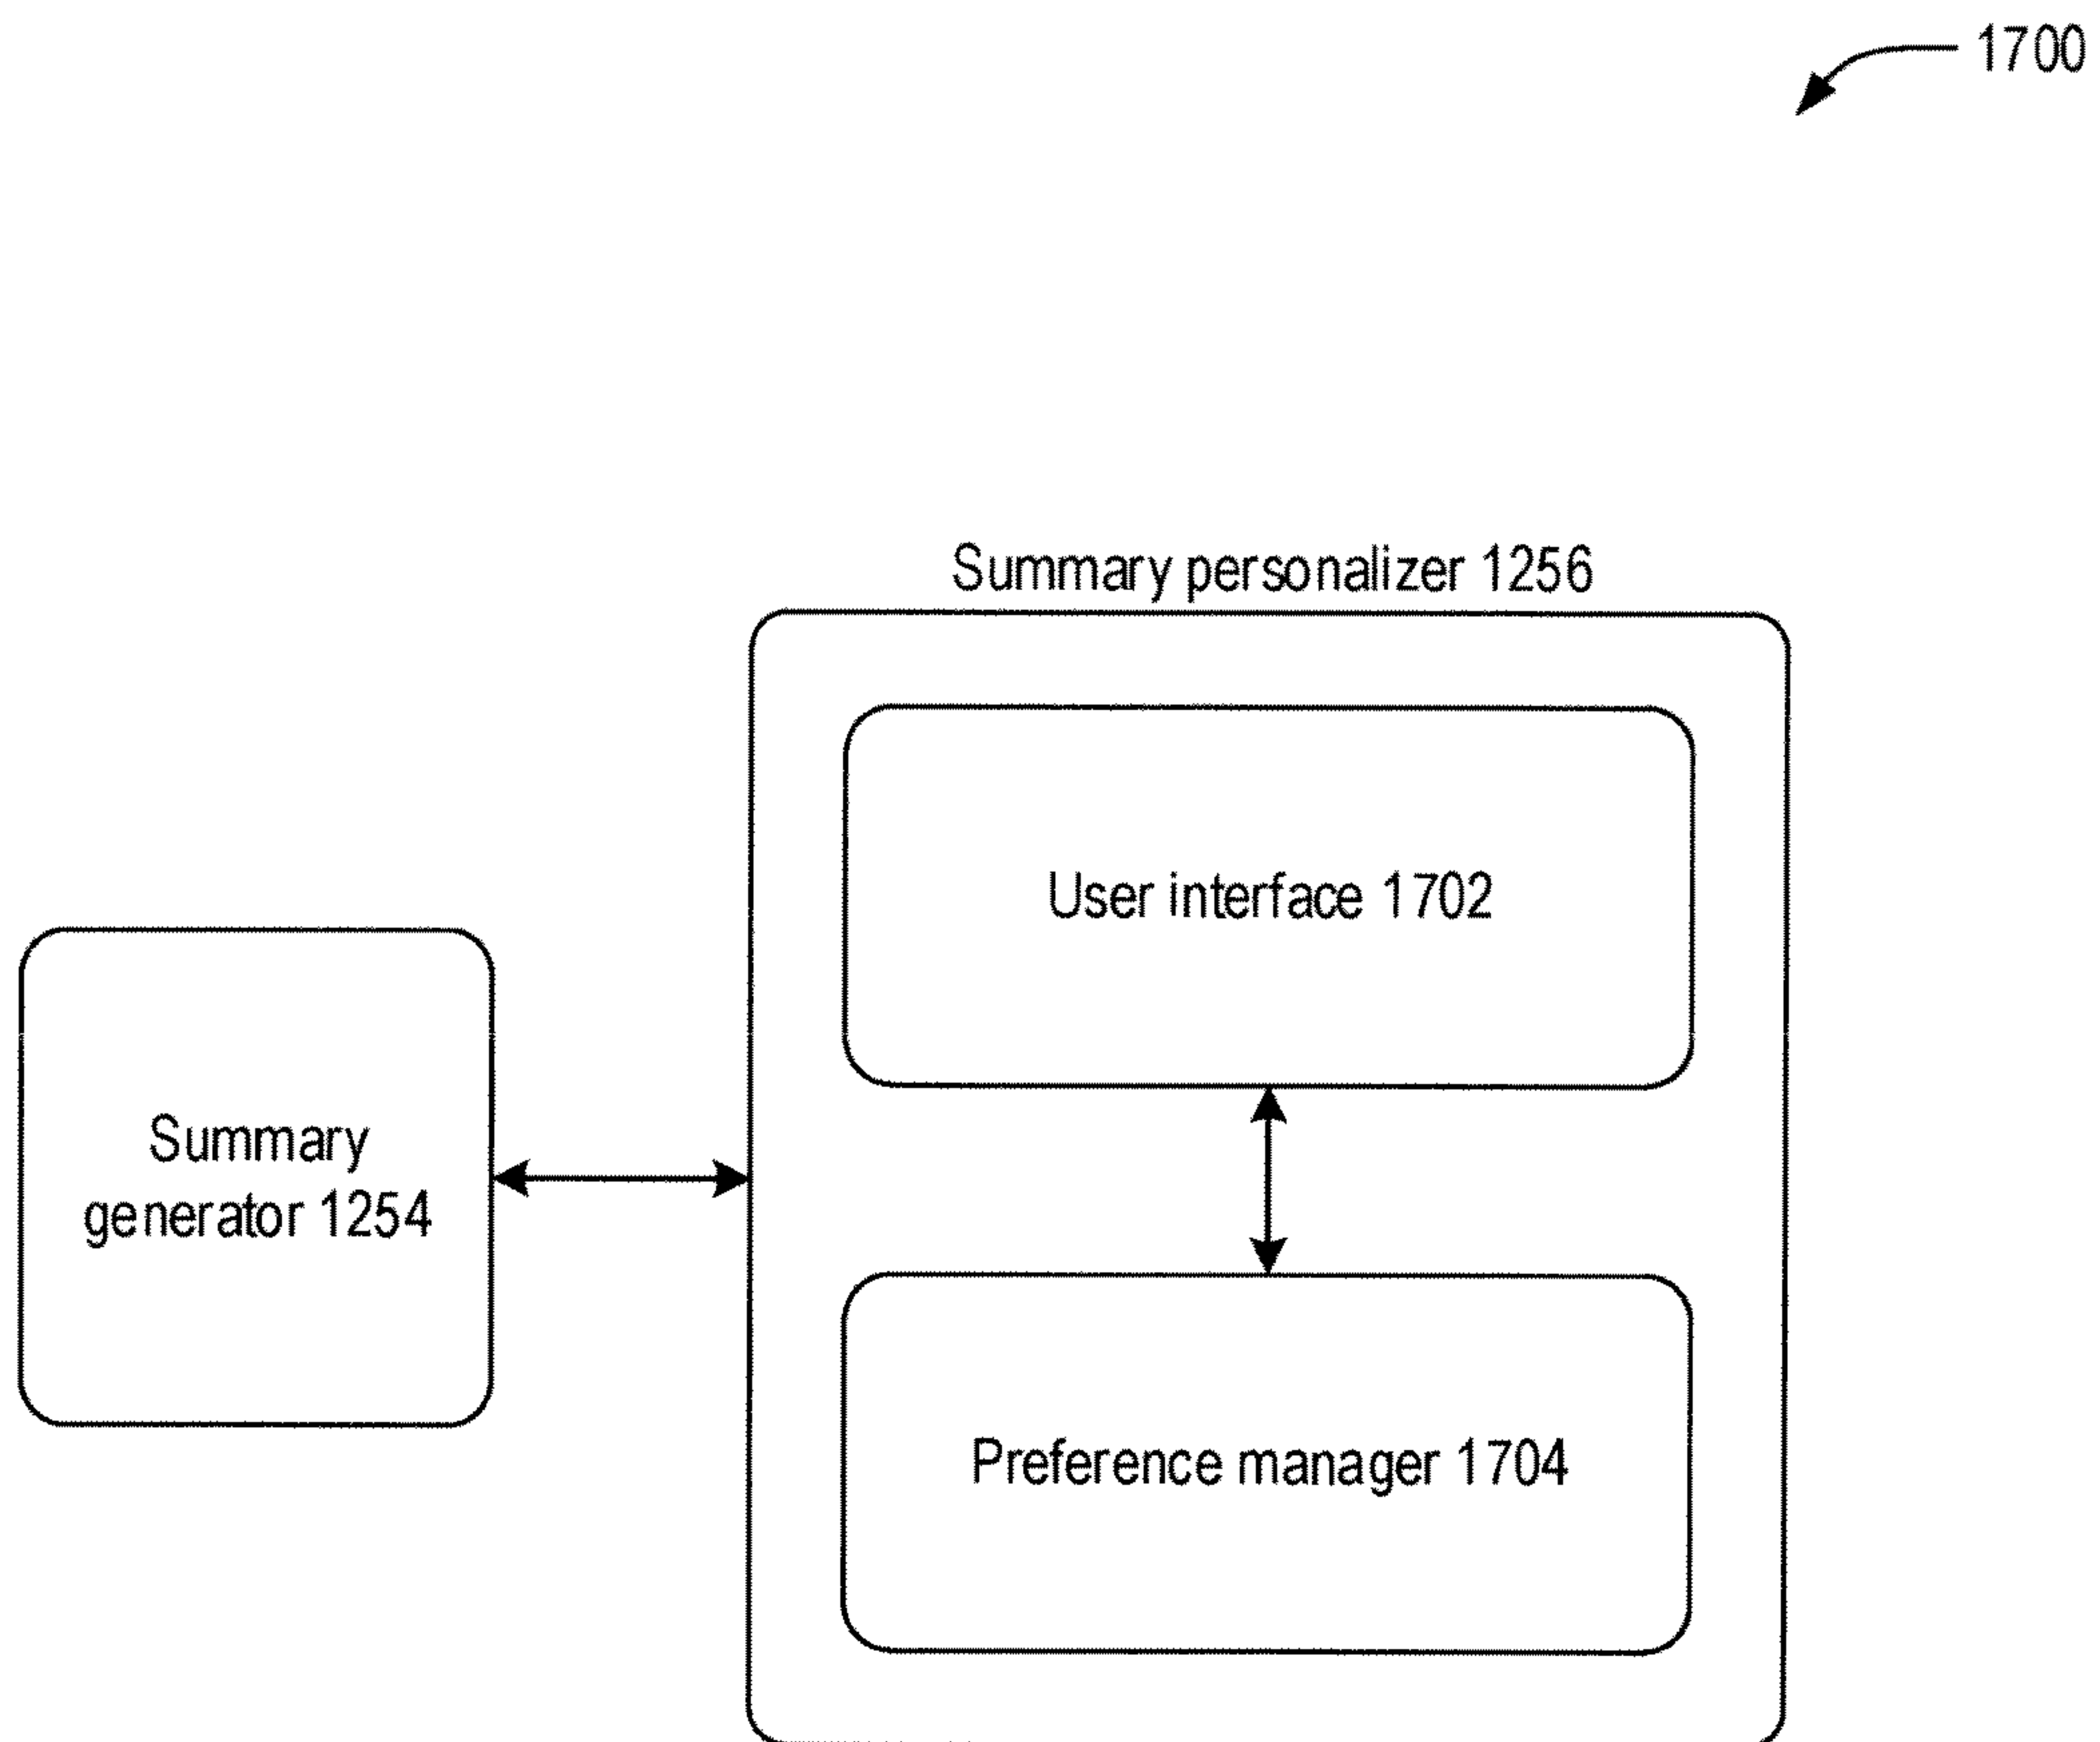 1700
Summary personalizer 1256
User interface 1702
Summary
generator 1254
Preference manager 1704